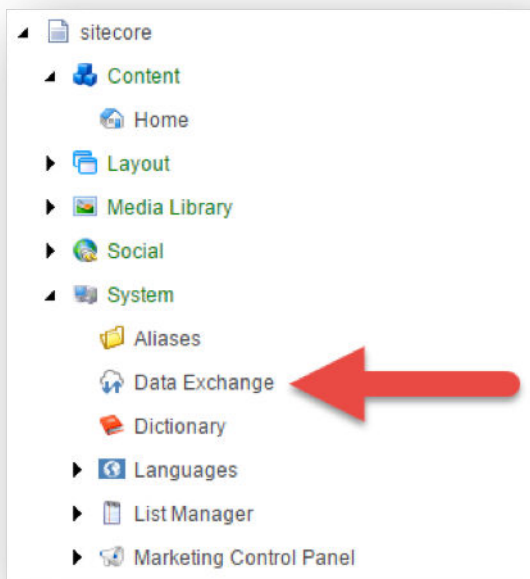 sitecore
Content
Home
Layout
Media Library
Social
System
Aliases
Data Exchange
Dictionary
Languages
List Manager
Marketing Control Panel